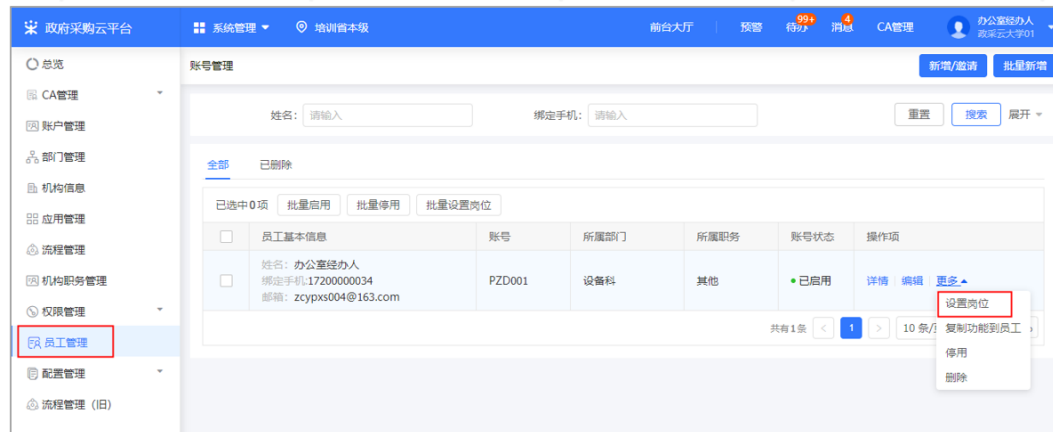 政府采购云平台 系统管理 培训省本级 前台大厅 预警 待办 99+ 消息 4 CA管理 办公室经办人
政采云大学01
总览
CA管理
账户管理
部门管理
机构信息
应用管理
流程管理
机构职务管理
权限管理
员工管理
配置管理
流程管理（旧）
账号管理 新增/邀请 批量新增
姓名： 请输入 绑定手机： 请输入 重置 搜索 展开
全部 已删除
已选中0项 批量启用 批量停用 批量设置岗位
员工基本信息 账号 所属部门 所属职务 账号状态 操作项
姓名：办公室经办人
绑定手机:17200000034 PZD001 设备科 其他 已启用 详情 编辑 更多
邮箱：zcypxs004@163.com
共有1条 < 1 > 10 条/
设置岗位
复制功能到员工
停用
删除